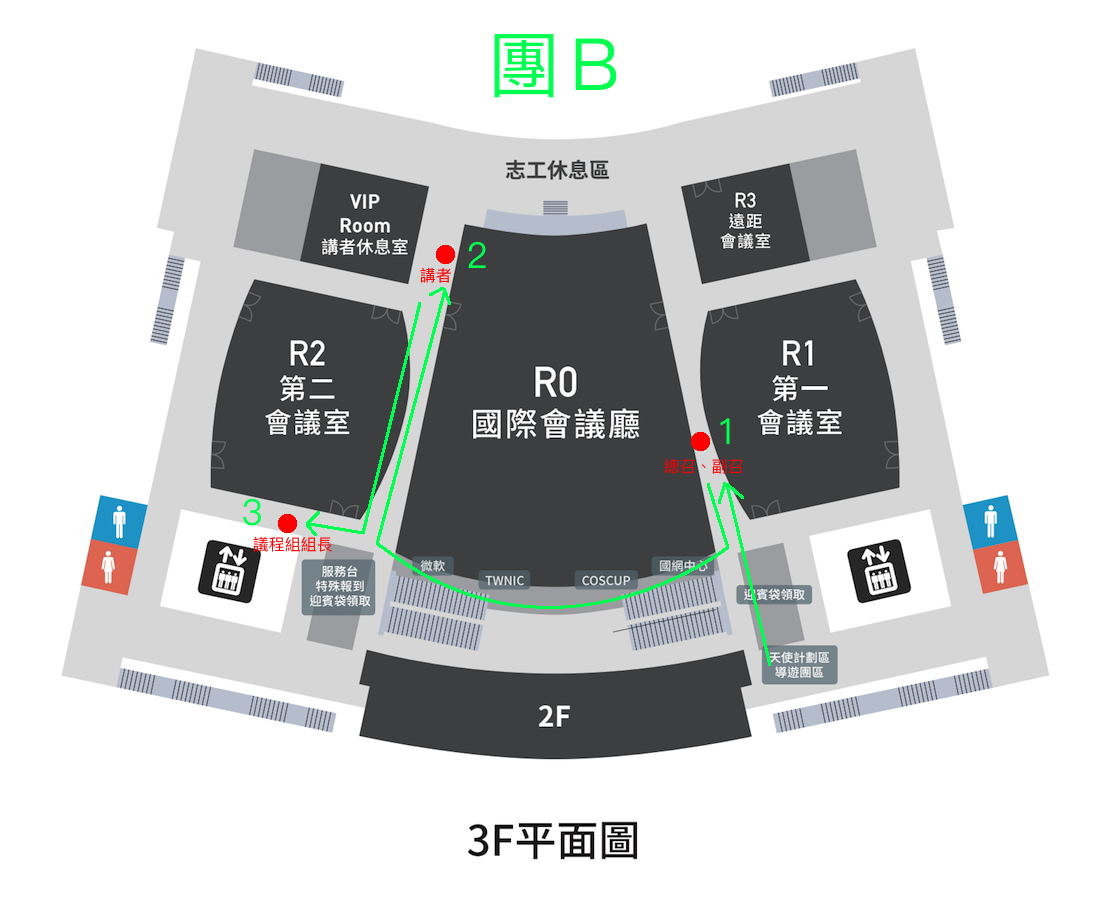 團 B
志工休息區
VIP
Room
講者休息室
R3
遠距
會議室
2
講者
R2
第二
會議室
R0
國際會議廳
R1
第一
會議室
1
總召、副召
3
議程組組長
微軟
TWNIC
COSCUP
國網中心
服務台
特殊報到
迎賓袋領取
迎賓袋領取
天使計劃區
導遊團區
2F
3F平面圖